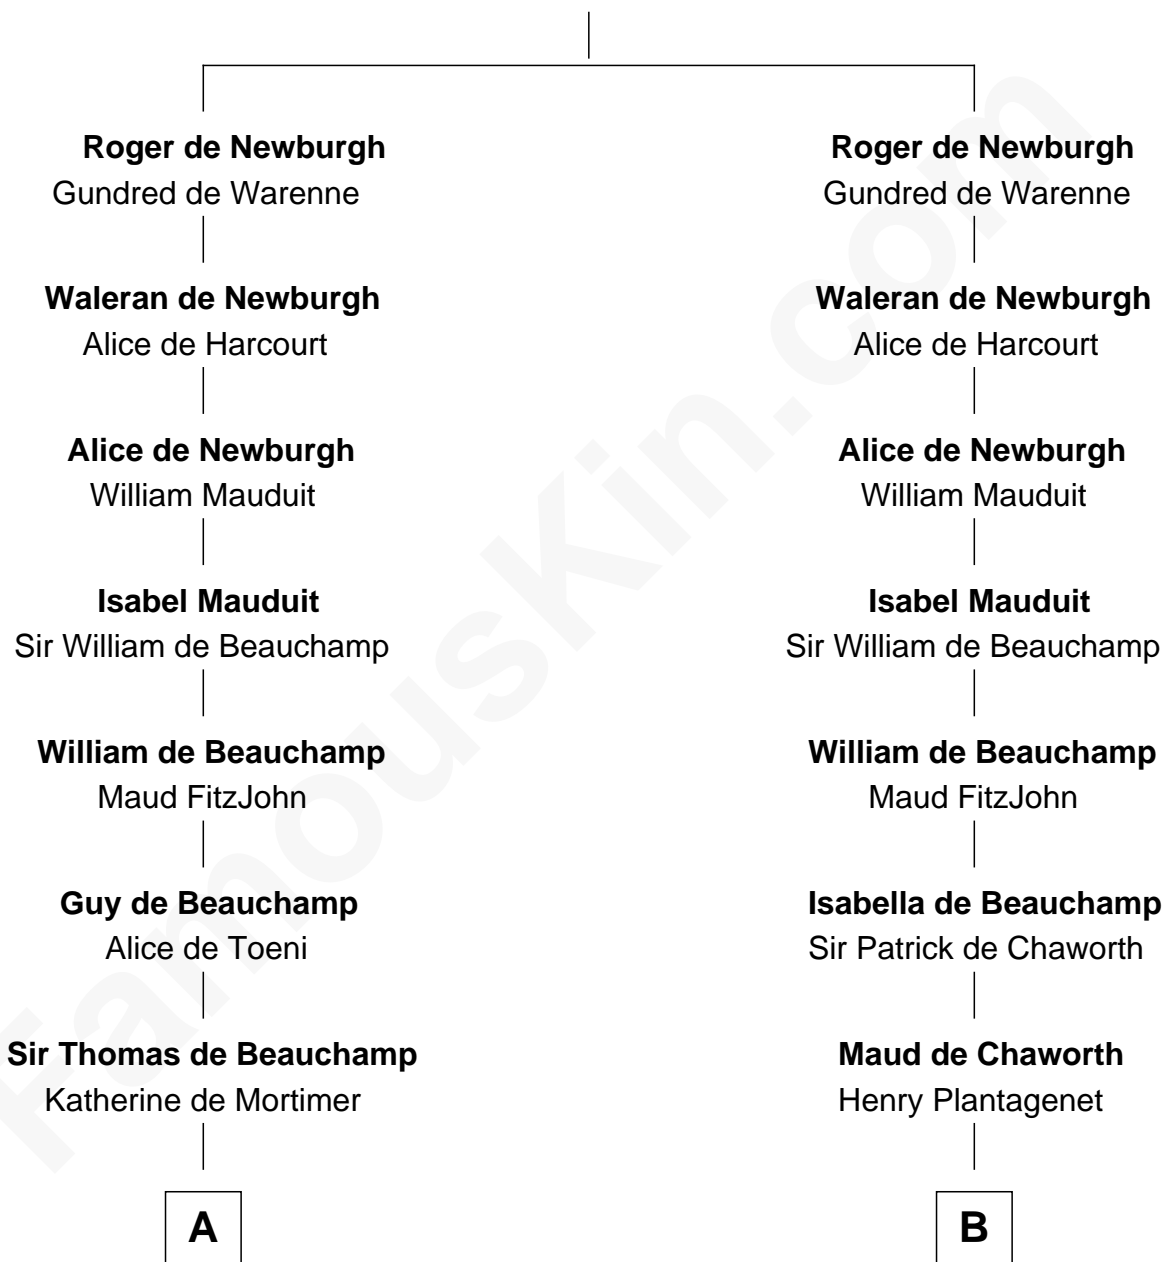 Roger de Newburgh
Gundred de Warenne
Waleran de Newburgh
Alice de Harcourt
Alice de Newburgh
William Mauduit
Isabel Mauduit
Sir William de Beauchamp
William de Beauchamp
Maud FitzJohn
Guy de Beauchamp
Alice de Toeni
Sir Thomas de Beauchamp
Katherine de Mortimer
A
Roger de Newburgh
Gundred de Warenne
Waleran de Newburgh
Alice de Harcourt
Alice de Newburgh
William Mauduit
Isabel Mauduit
Sir William de Beauchamp
William de Beauchamp
Maud FitzJohn
Isabella de Beauchamp
Sir Patrick de Chaworth
Maud de Chaworth
Henry Plantagenet
B
FamousKin.com